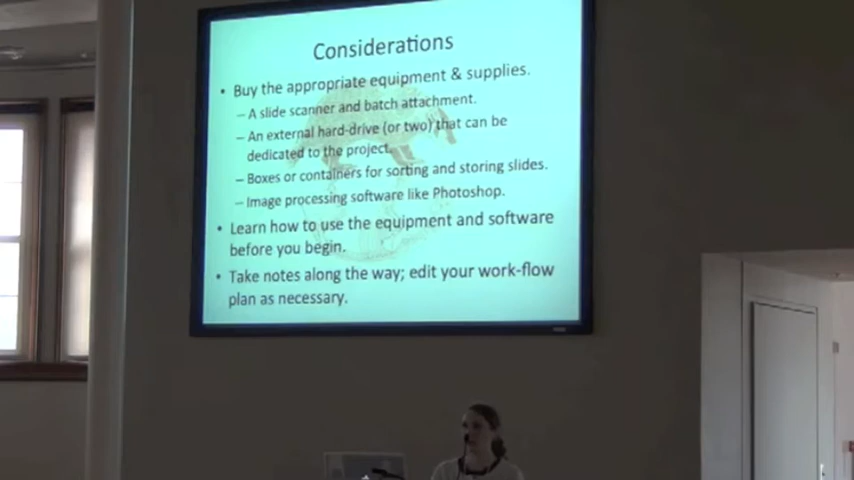 Considerations
• Buy the appropriate equipment & supplies.
– A slide scanner and batch attachment.
– An external hard-drive (or two) that can be
dedicated to the project.
– Boxes or containers for sorting and storing slides.
– Image processing software like Photoshop.
• Learn how to use the equipment and software
before you begin.
• Take notes along the way; edit your work-flow
plan as necessary.